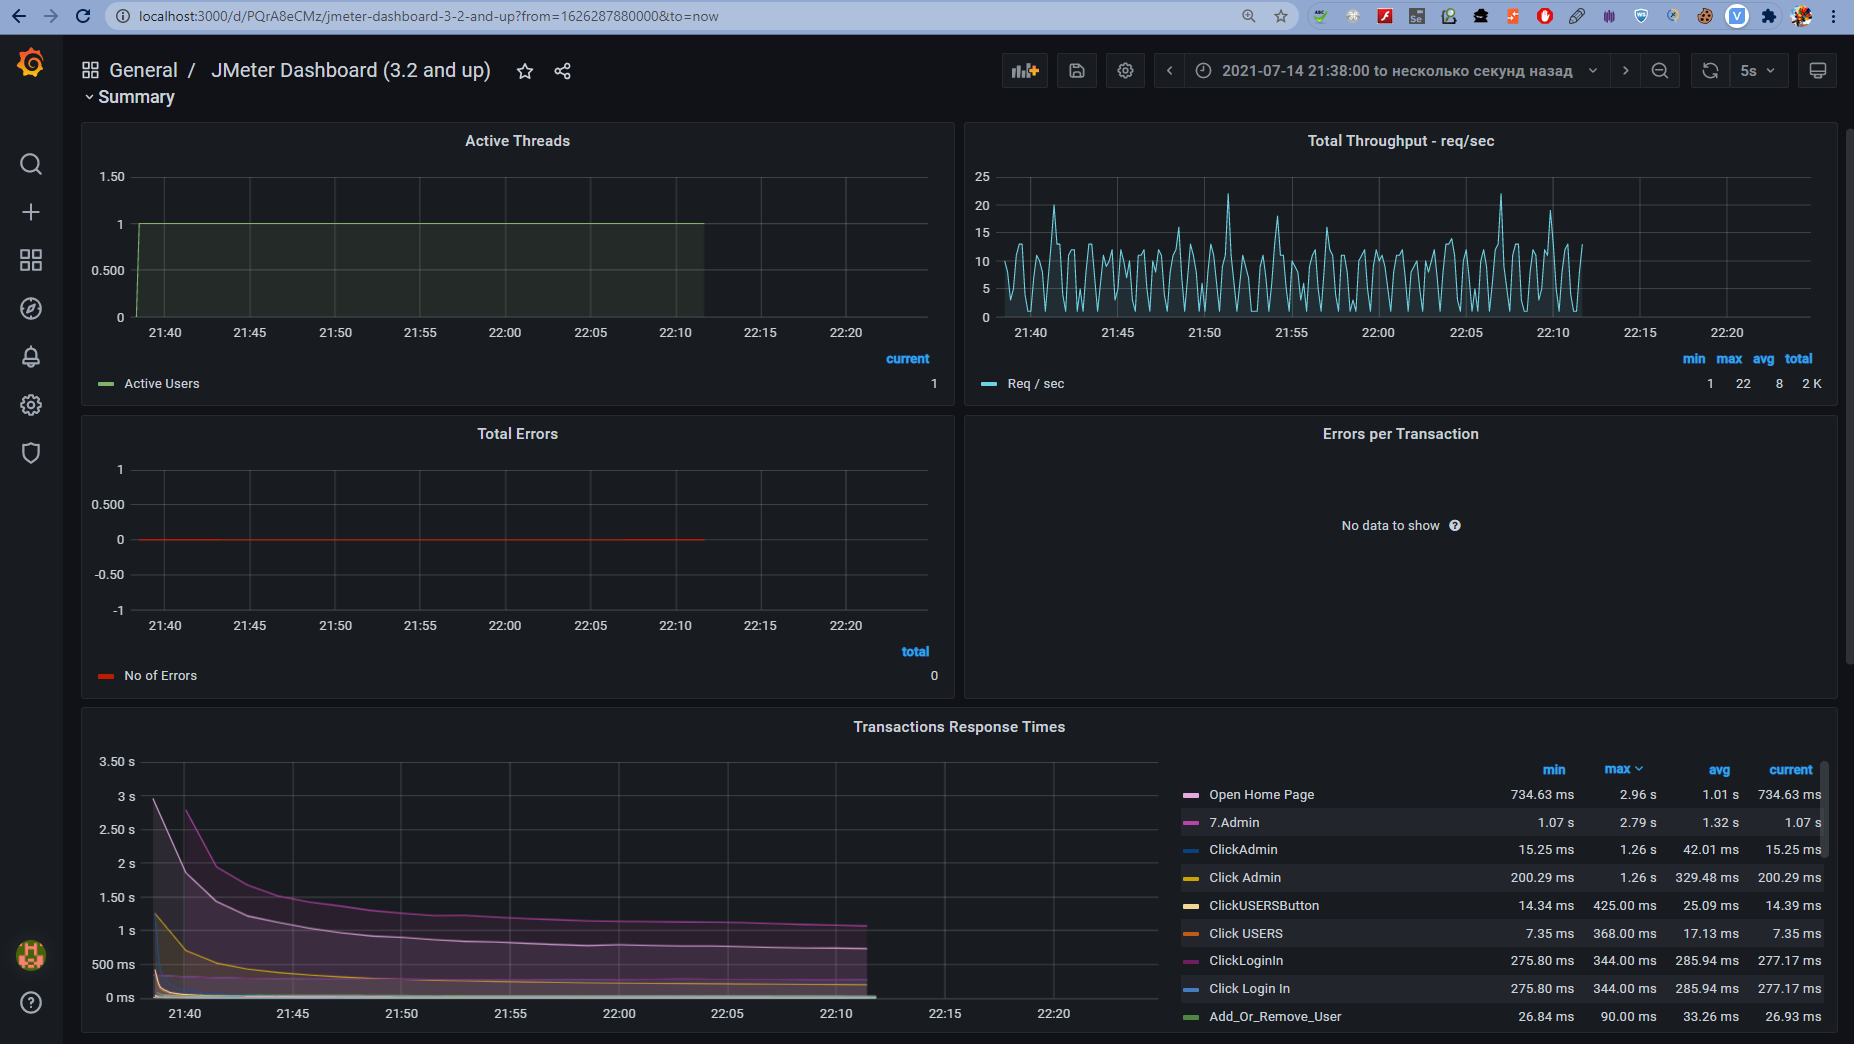 localhost:3000/d/PQrA8eCMz/jmeter-dashboard-3-2-and-up?from=1626287880000&to=now
General / JMeter Dashboard (3.2 and up)
2021-07-14 21:38:00 to несколько секунд назад
5s
Summary
Active Threads
1.50
1
0.500
0
21:40 21:45 21:50 21:55 22:00 22:05 22:10 22:15 22:20
current
Active Users 1
Total Throughput - req/sec
25
20
15
10
5
0
21:40 21:45 21:50 21:55 22:00 22:05 22:10 22:15 22:20
min max avg total
Req / sec 1 22 8 2 K
Total Errors
1
0.500
0
-0.50
-1
21:40 21:45 21:50 21:55 22:00 22:05 22:10 22:15 22:20
total
No of Errors 0
Errors per Transaction
No data to show
Transactions Response Times
3.50 s
3 s
2.50 s
2 s
1.50 s
1 s
500 ms
0 ms
21:40 21:45 21:50 21:55 22:00 22:05 22:10 22:15 22:20
min max avg current
Open Home Page 734.63 ms 2.96 s 1.01 s 734.63 ms
7.Admin 1.07 s 2.79 s 1.32 s 1.07 s
ClickAdmin 15.25 ms 1.26 s 42.01 ms 15.25 ms
Click Admin 200.29 ms 1.26 s 329.48 ms 200.29 ms
ClickUSERSButton 14.34 ms 425.00 ms 25.09 ms 14.39 ms
Click USERS 7.35 ms 368.00 ms 17.13 ms 7.35 ms
ClickLoginIn 275.80 ms 344.00 ms 285.94 ms 277.17 ms
Click Login In 275.80 ms 344.00 ms 285.94 ms 277.17 ms
Add_Or_Remove_User 26.84 ms 90.00 ms 33.26 ms 26.93 ms